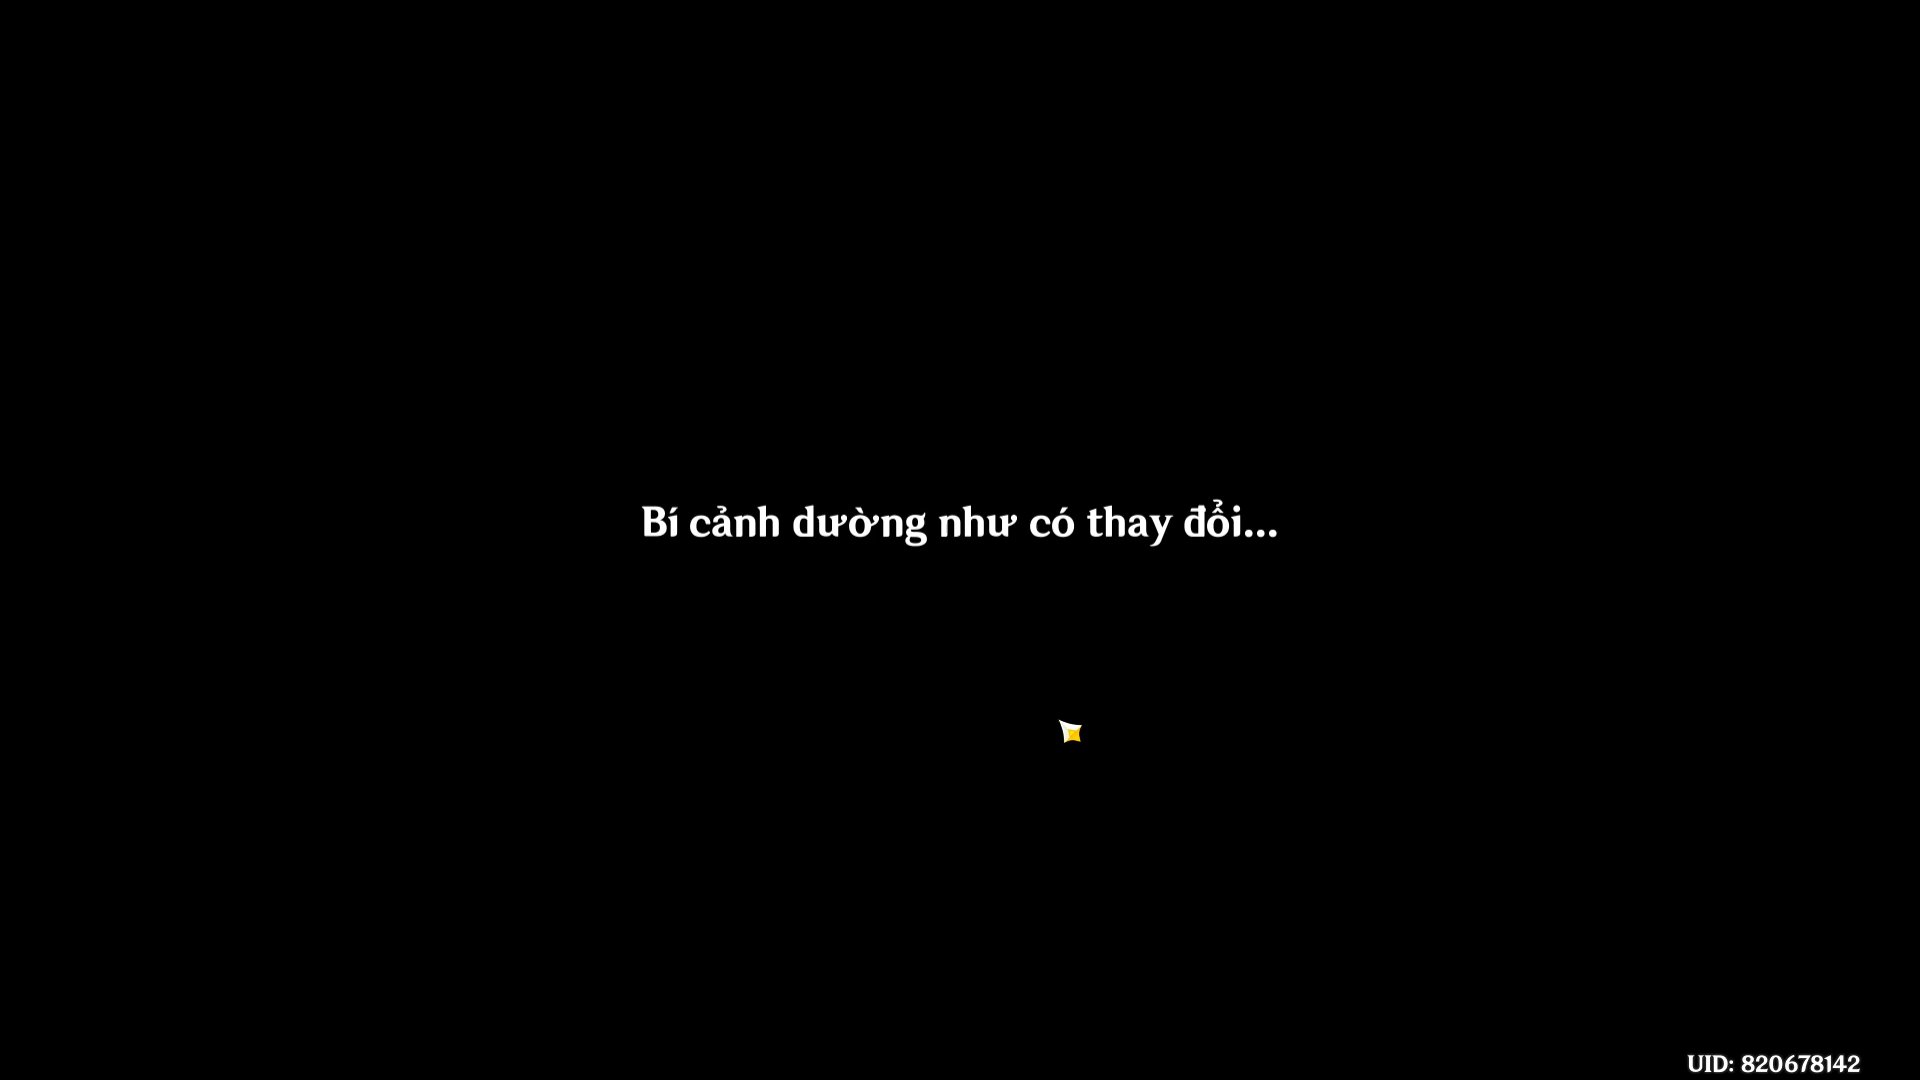 Bí cảnh dường như có thay đổi...
UID: 820678142